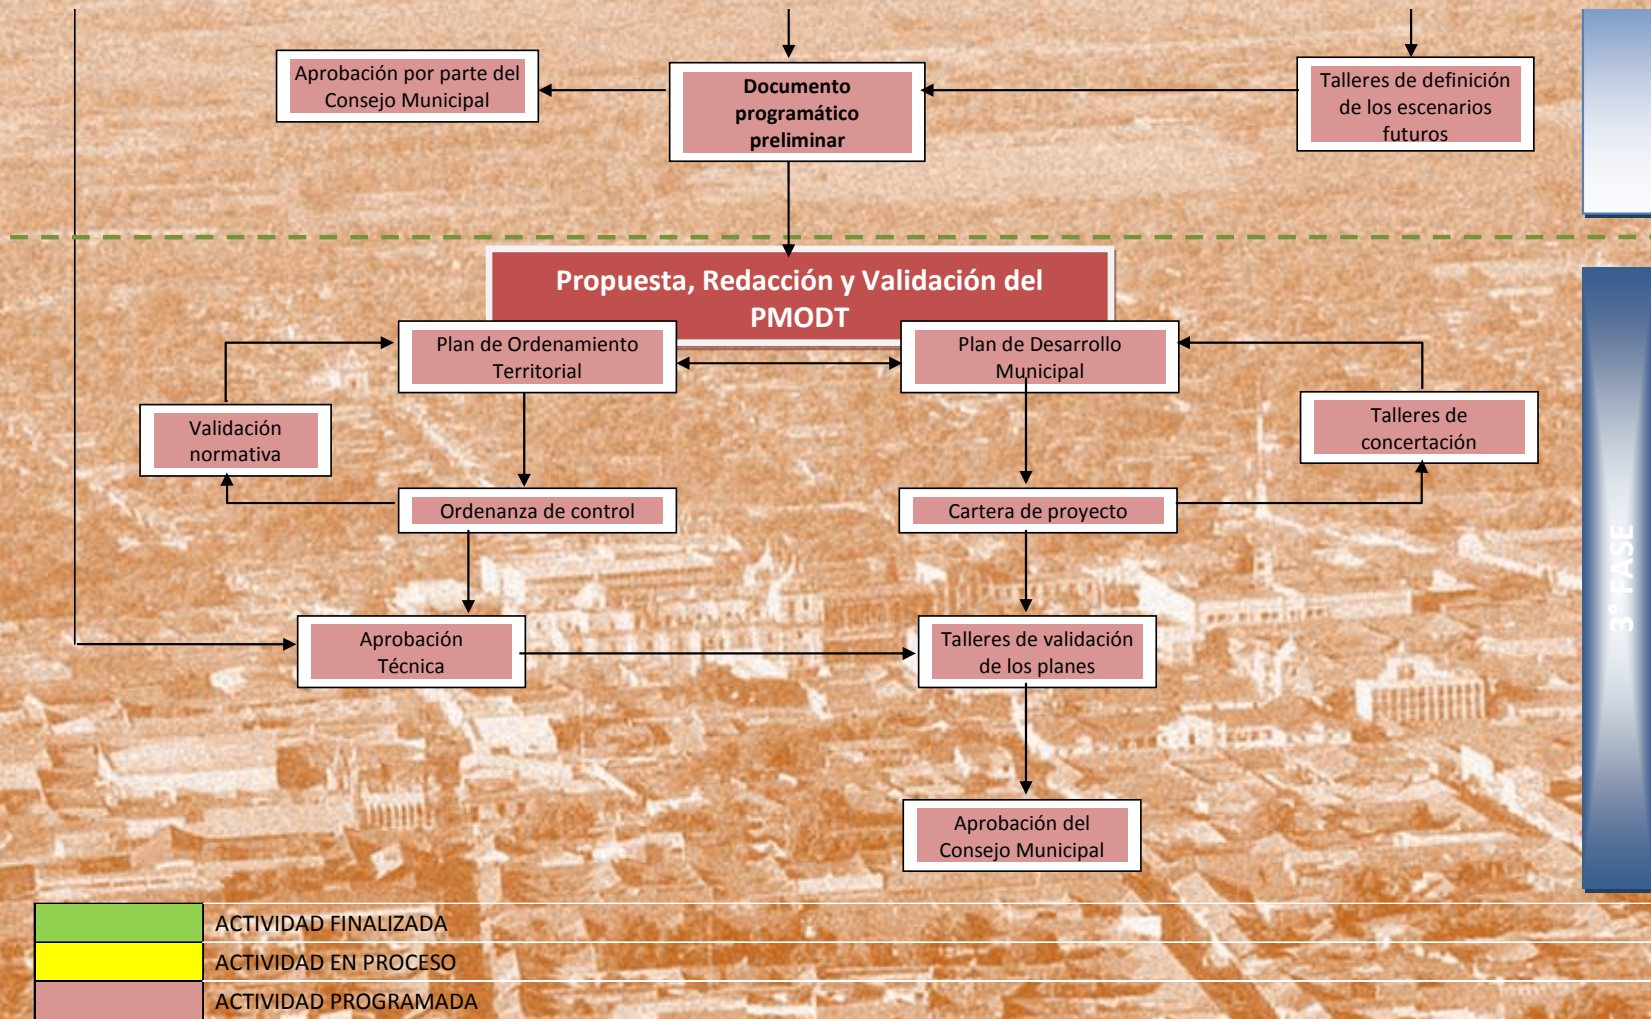 Aprobación por parte del
Consejo Municipal
Documento
programático
preliminar
Talleres de definición
de los escenarios
futuros
Propuesta, Redacción y Validación del
PMODT
Plan de Ordenamiento
Territorial
Plan de Desarrollo
Municipal
Validación
normativa
Talleres de
concertación
Ordenanza de control
Cartera de proyecto
3° FASE
Aprobación
Técnica
Talleres de validación
de los planes
Aprobación del
Consejo Municipal
ACTIVIDAD FINALIZADA
ACTIVIDAD EN PROCESO
ACTIVIDAD PROGRAMADA